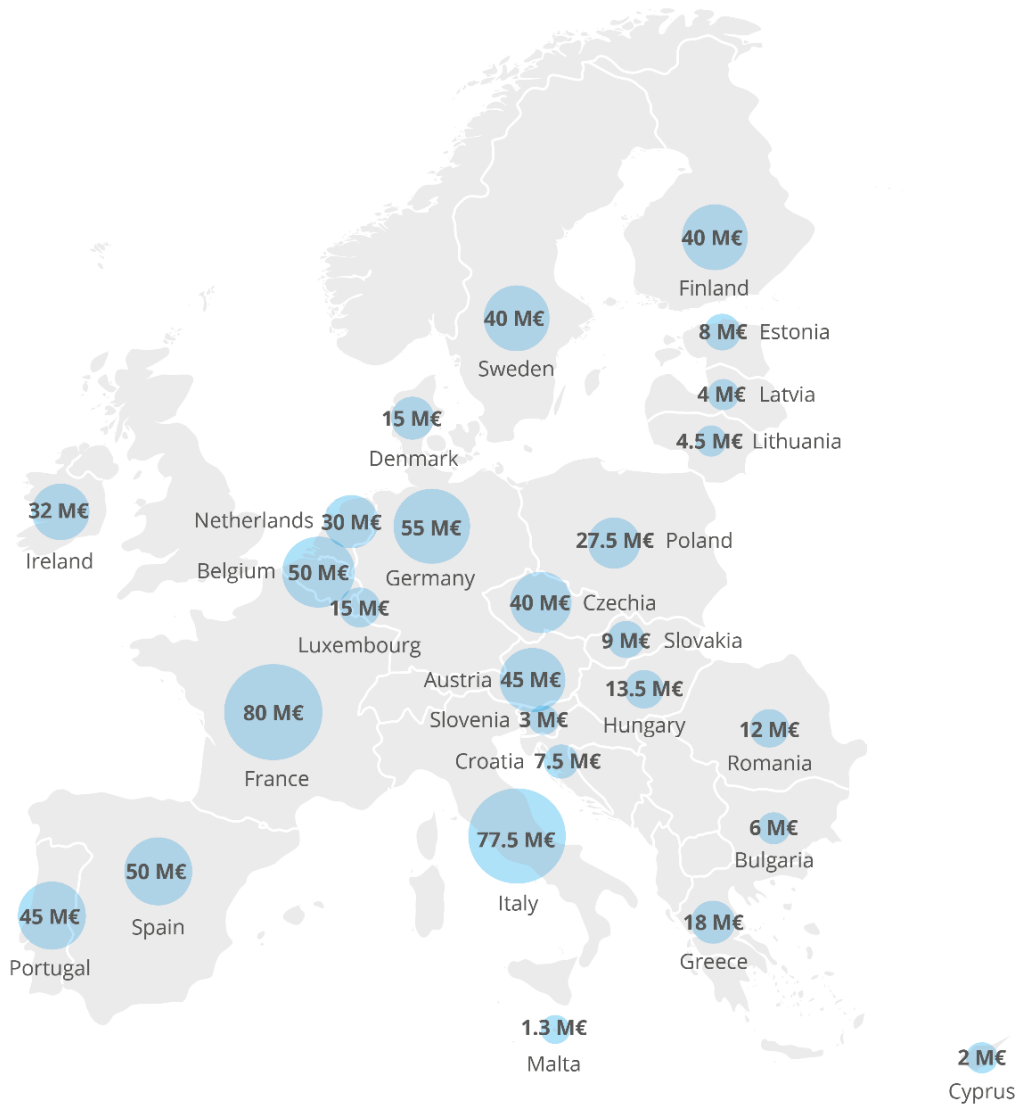 40 M€
Finland
40 M€
Sweden
8 M€ Estonia
4 M€ Latvia
15 M€
Denmark
4.5 M€ Lithuania
32 M€
Ireland
Netherlands 30 M€
55 M€
Germany
27.5 M€ Poland
Belgium 50 M€
15 M€
Luxembourg
40 M€ Czechia
9 M€ Slovakia
Austria 45 M€
13.5 M€
Hungary
80 M€
France
Slovenia 3 M€
12 M€
Romania
Croatia 7.5 M€
77.5 M€
Italy
6 M€
Bulgaria
50 M€
Spain
45 M€
Portugal
18 M€
Greece
1.3 M€
Malta
2 M€
Cyprus